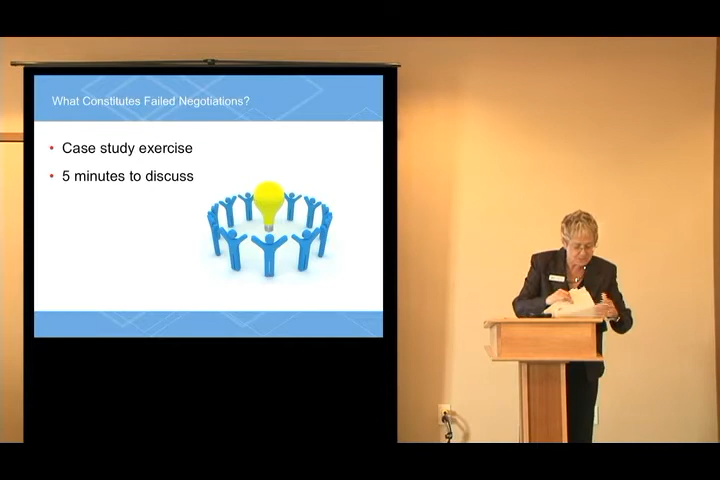 What Constitutes Failed Negotiations?
• Case study exercise
• 5 minutes to discuss